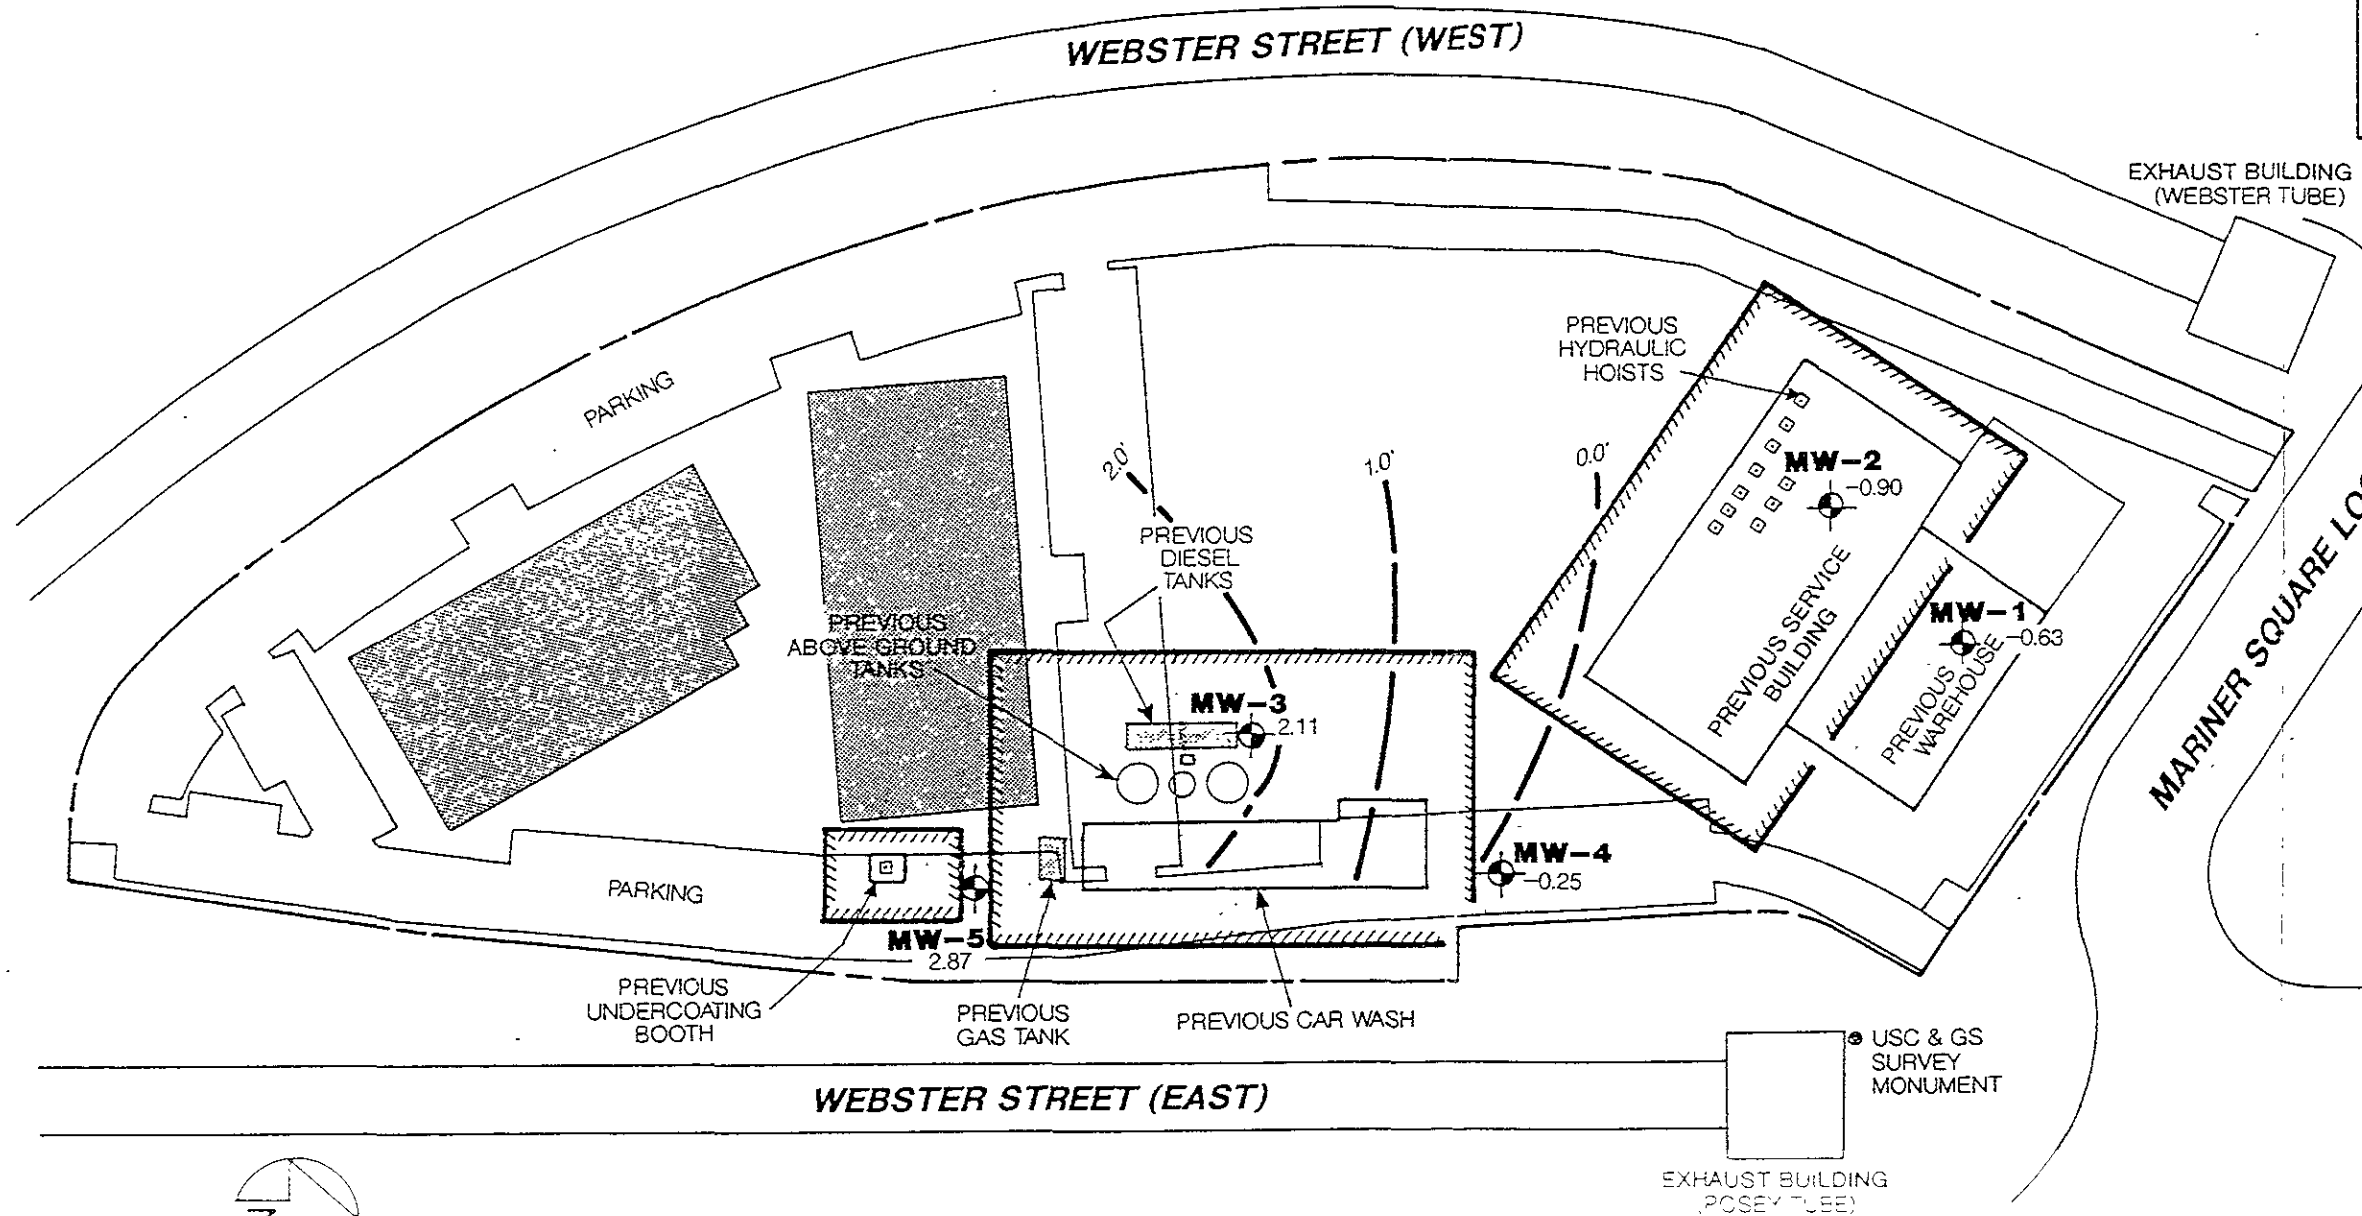 WEBSTER STREET (WEST)
EXHAUST BUILDING
(WEBSTER TUBE)
PREVIOUS
HYDRAULIC
HOISTS
PARKING
2.0'
1.0'
0.0'
MW-2
-0.90
PREVIOUS
DIESEL
TANKS
PREVIOUS
ABOVE GROUND
TANKS
PREVIOUS SERVICE
BUILDING
MW-1
-0.63
PREVIOUS
WAREHOUSE
MARINER SQUARE
MW-3
2.11
MW-4
-0.25
PARKING
MW-5
2.87
PREVIOUS
UNDERCOATING
BOOTH
PREVIOUS
GAS TANK
PREVIOUS CAR WASH
USC & GS
SURVEY
MONUMENT
WEBSTER STREET (EAST)
EXHAUST BUILDING
(POSEY TUBE)